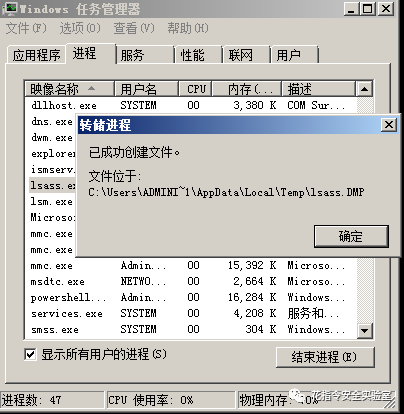 Windows 任务管理器
文件(F) 选项(O) 查看(V) 帮助(H)
应用程序 进程 服务 性能 联网 用户
映像名称 用户名 CPU 内存(... 描述
dllhost.exe SYSTEM 00 3,380 K COM Sur...
dns.exe
dwm.exe
explorer
ismserv.
lsass.ex
lsm.exe
Microso
mmc.exe
mmc.exe
转储进程
已成功创建文件。
文件位于:
C:\Users\ADMINI~1\AppData\Local\Temp\lsass.DMP
确定
mmc.exe Admin... 00 15,392 K Microso...
msdtc.exe NETWO... 00 2,664 K Microso...
powershell... Admin... 00 16,284 K Windows...
services.exe SYSTEM 00 4,208 K 服务和...
smss.exe SYSTEM 00 304 K Windows...
显示所有用户的进程(S)
结束进程(E)
进程数: 47 CPU 使用率: 0% 物理内存:
花指令安全实验室